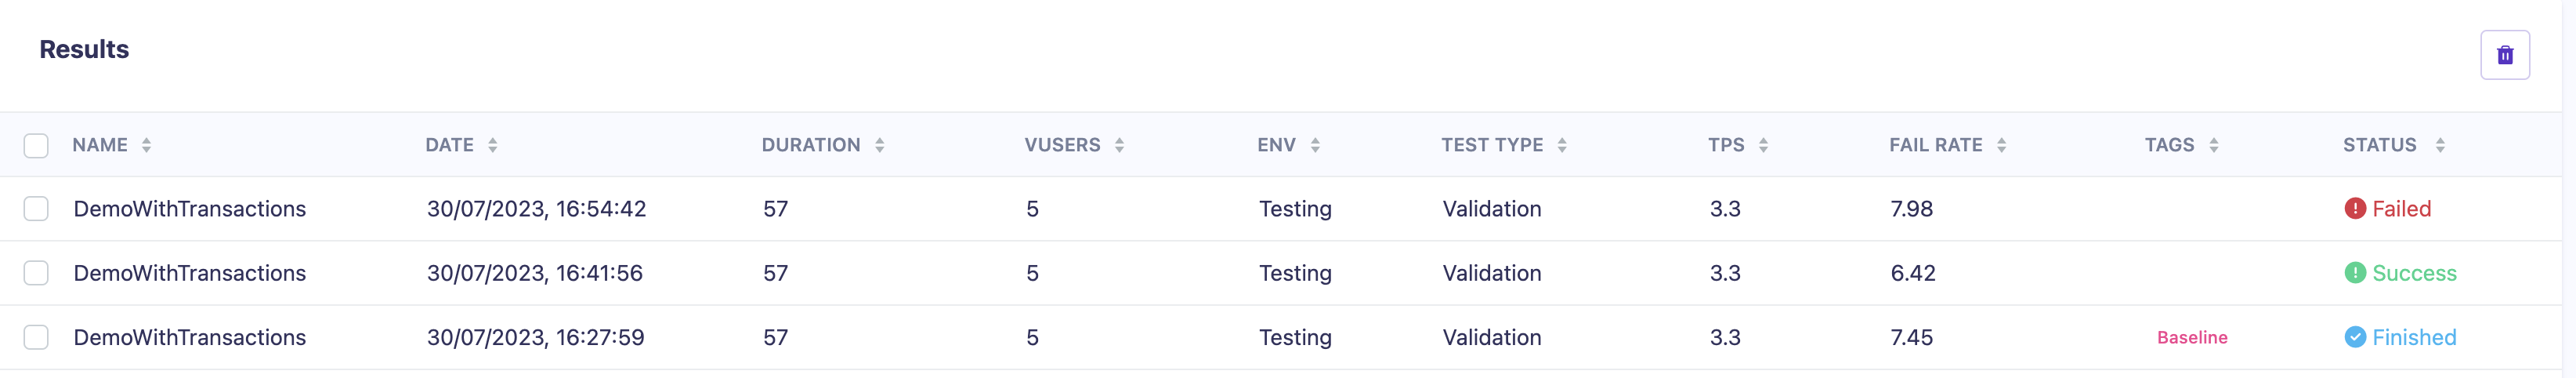 Results
NAME DATE DURATION VUSERS ENV TEST TYPE TPS FAIL RATE TAGS STATUS
DemoWithTransactions 30/07/2023, 16:54:42 57 5 Testing Validation 3.3 7.98 Failed
DemoWithTransactions 30/07/2023, 16:41:56 57 5 Testing Validation 3.3 6.42 Success
DemoWithTransactions 30/07/2023, 16:27:59 57 5 Testing Validation 3.3 7.45 Baseline Finished